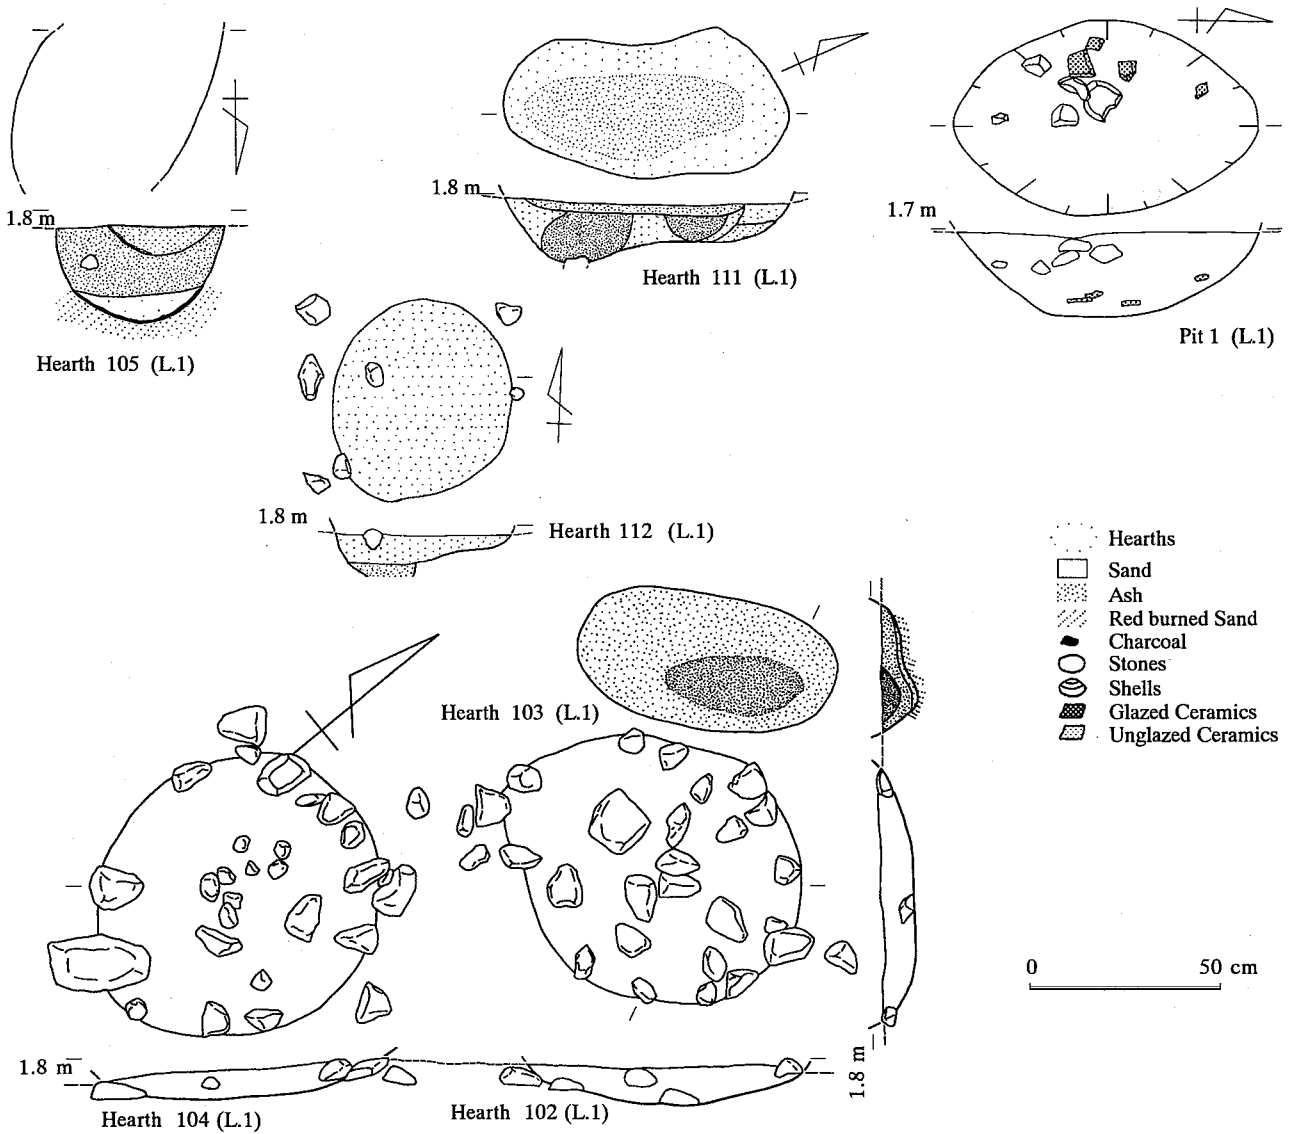 1.8 m
Hearth 105 (L.1)
1.8 m
Hearth 111 (L.1)
1.7 m
Pit 1 (L.1)
1.8 m
Hearth 112 (L.1)
Hearths
Sand
Ash
Red burned Sand
Charcoal
Stones
Shells
Glazed Ceramics
Unglazed Ceramics
Hearth 103 (L.1)
0 50 cm
1.8 m
Hearth 104 (L.1)
Hearth 102 (L.1)
1.8 m